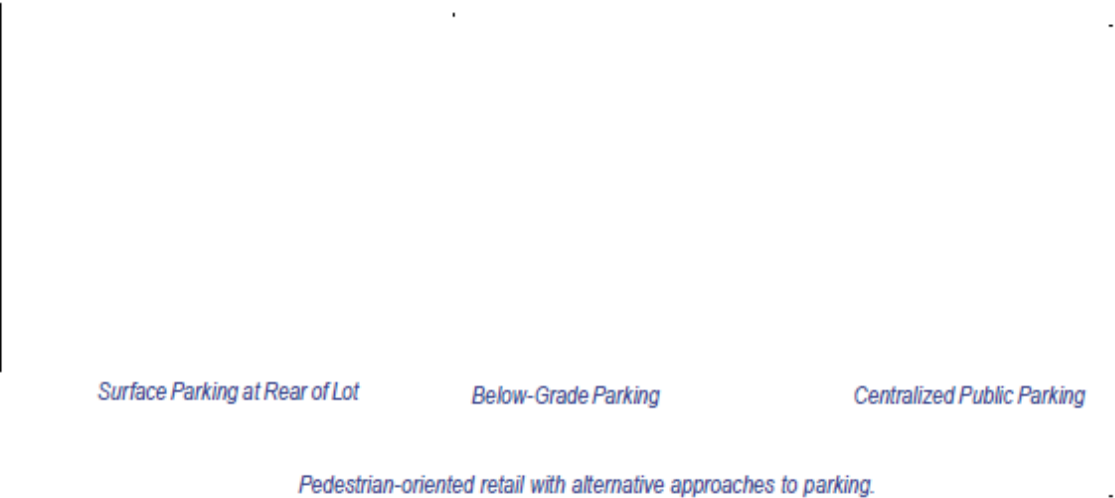 Surface Parking at Rear of Lot
Below-Grade Parking
Centralized Public Parking
Pedestrian-oriented retail with alternative approaches to parking.